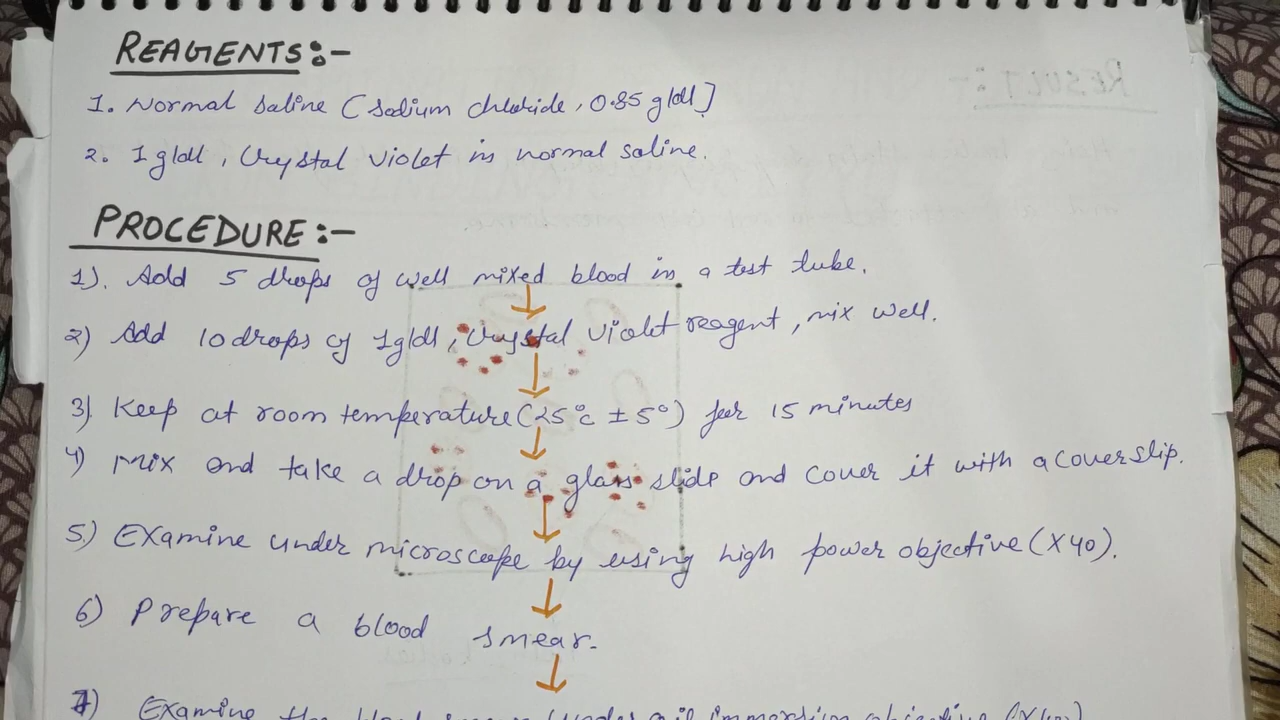 REAGENTS:-
1. Normal saline (sodium chloride, 0.85 g/dl]
2. 1g/dl, Crystal violet in normal saline.
PROCEDURE:-
1). Add 5 drops of well mixed blood in a test tube.
2) Add 10 drops of 1g/dl, Crystal violet reagent, mix well.
3) Keep at room temperature (25°c ± 5°) for 15 minutes
4) Mix and take a drop on a glass slide and cover it with a coverslip.
5.) Examine under microscope by using high power objective (X40).
6) Prepare a blood smear.
7) Examine the blood